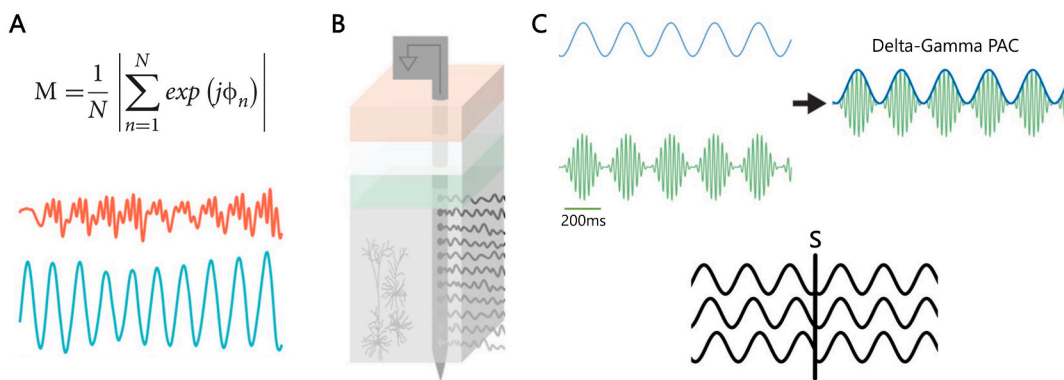 A
M = 1/N |∑_{n=1}^{N} exp (jϕ_n)|
B
C
Delta-Gamma PAC
200ms
S